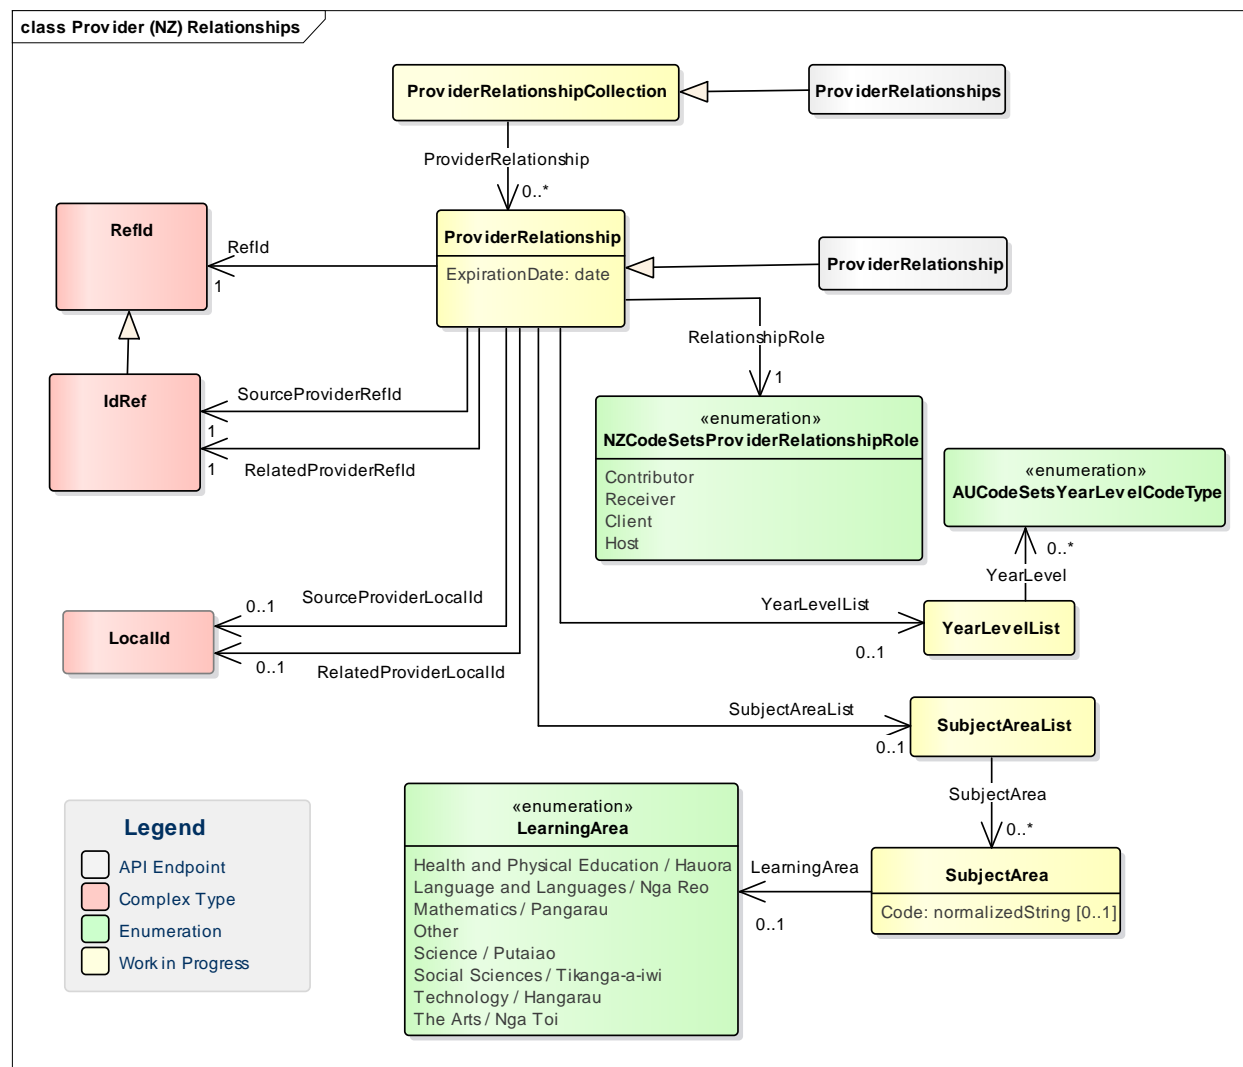 class Provider (NZ) Relationships
ProviderRelationshipCollection
ProviderRelationships
ProviderRelationship
0..*
RefId
RefId
1
ProviderRelationship
ExpirationDate: date
ProviderRelationship
RelationshipRole
1
IdRef
SourceProviderRefId
1
RelatedProviderRefId
1
«enumeration»
NZCodeSetsProviderRelationshipRole
Contributor
Receiver
Client
Host
«enumeration»
AUCodeSetsYearLevelCodeType
0..*
YearLevel
LocalId
SourceProviderLocalId
0..1
RelatedProviderLocalId
0..1
YearLevelList
0..1
YearLevelList
SubjectAreaList
0..1
SubjectAreaList
SubjectArea
0..*
«enumeration»
LearningArea
Health and Physical Education / Hauora
Language and Languages / Nga Reo
Mathematics / Pangarau
Other
Science / Putaiao
Social Sciences / Tikanga-a-iwi
Technology / Hangarau
The Arts / Nga Toi
LearningArea
0..1
SubjectArea
Code: normalizedString [0..1]
Legend
API Endpoint
Complex Type
Enumeration
Work in Progress